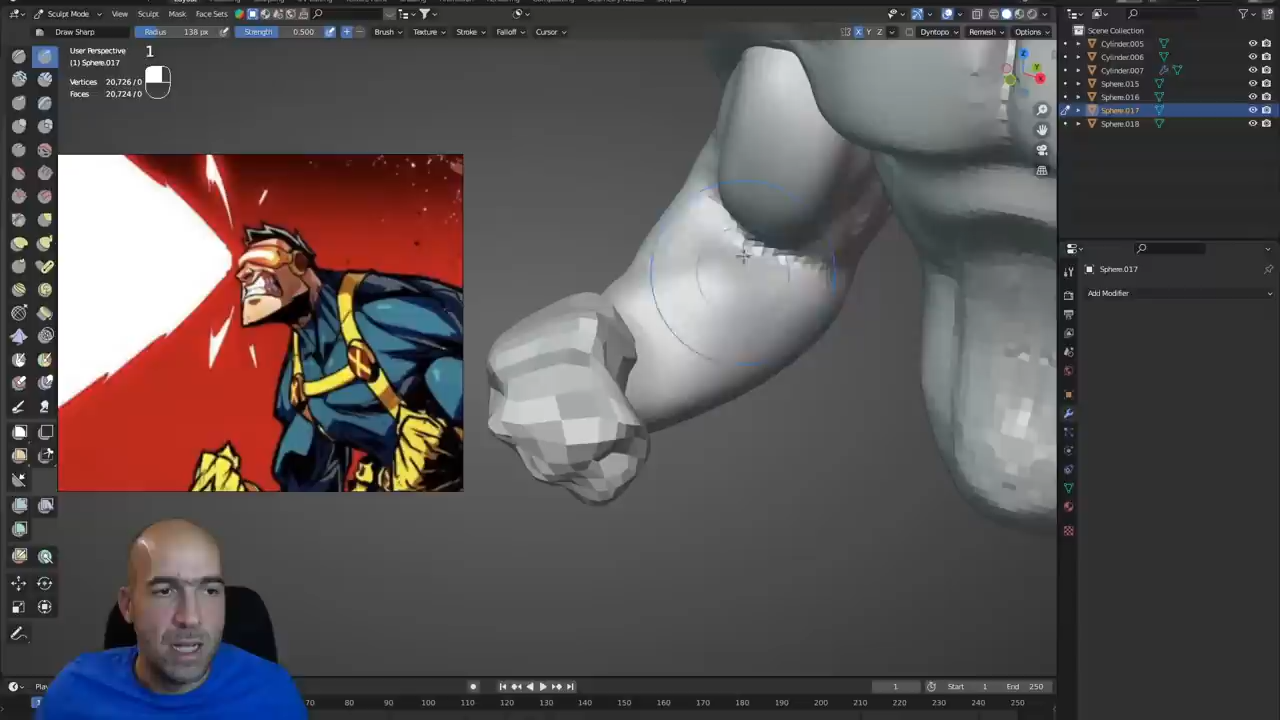 Sculpt Mode View Sculpt Mask Face Sets
Draw Sharp Radius 138 px Strength 0.500 Brush Texture Stroke Falloff Cursor X Y Z Dyntopo Remesh Options
User Perspective 1
(1) Sphere.017
Vertices 20,726 / 0
Faces 20,724 / 0
Scene Collection
Cylinder.005
Cylinder.006
Cylinder.007
Sphere.015
Sphere.016
Sphere.017
Sphere.018
Sphere.017
Add Modifier
1 Start 1 End 250
70 80 90 100 110 120 130 140 150 160 170 180 190 200 210 220 230 240 250